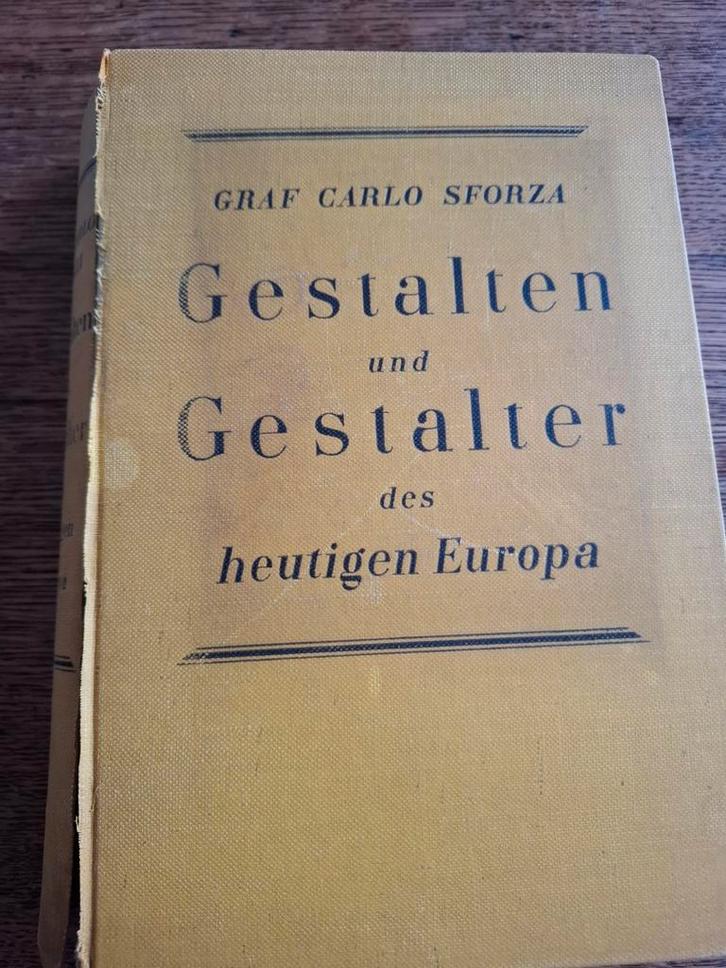 GRAF CARLO SFORZA
Gestalten
und
Gestalter
des
heutigen Europa